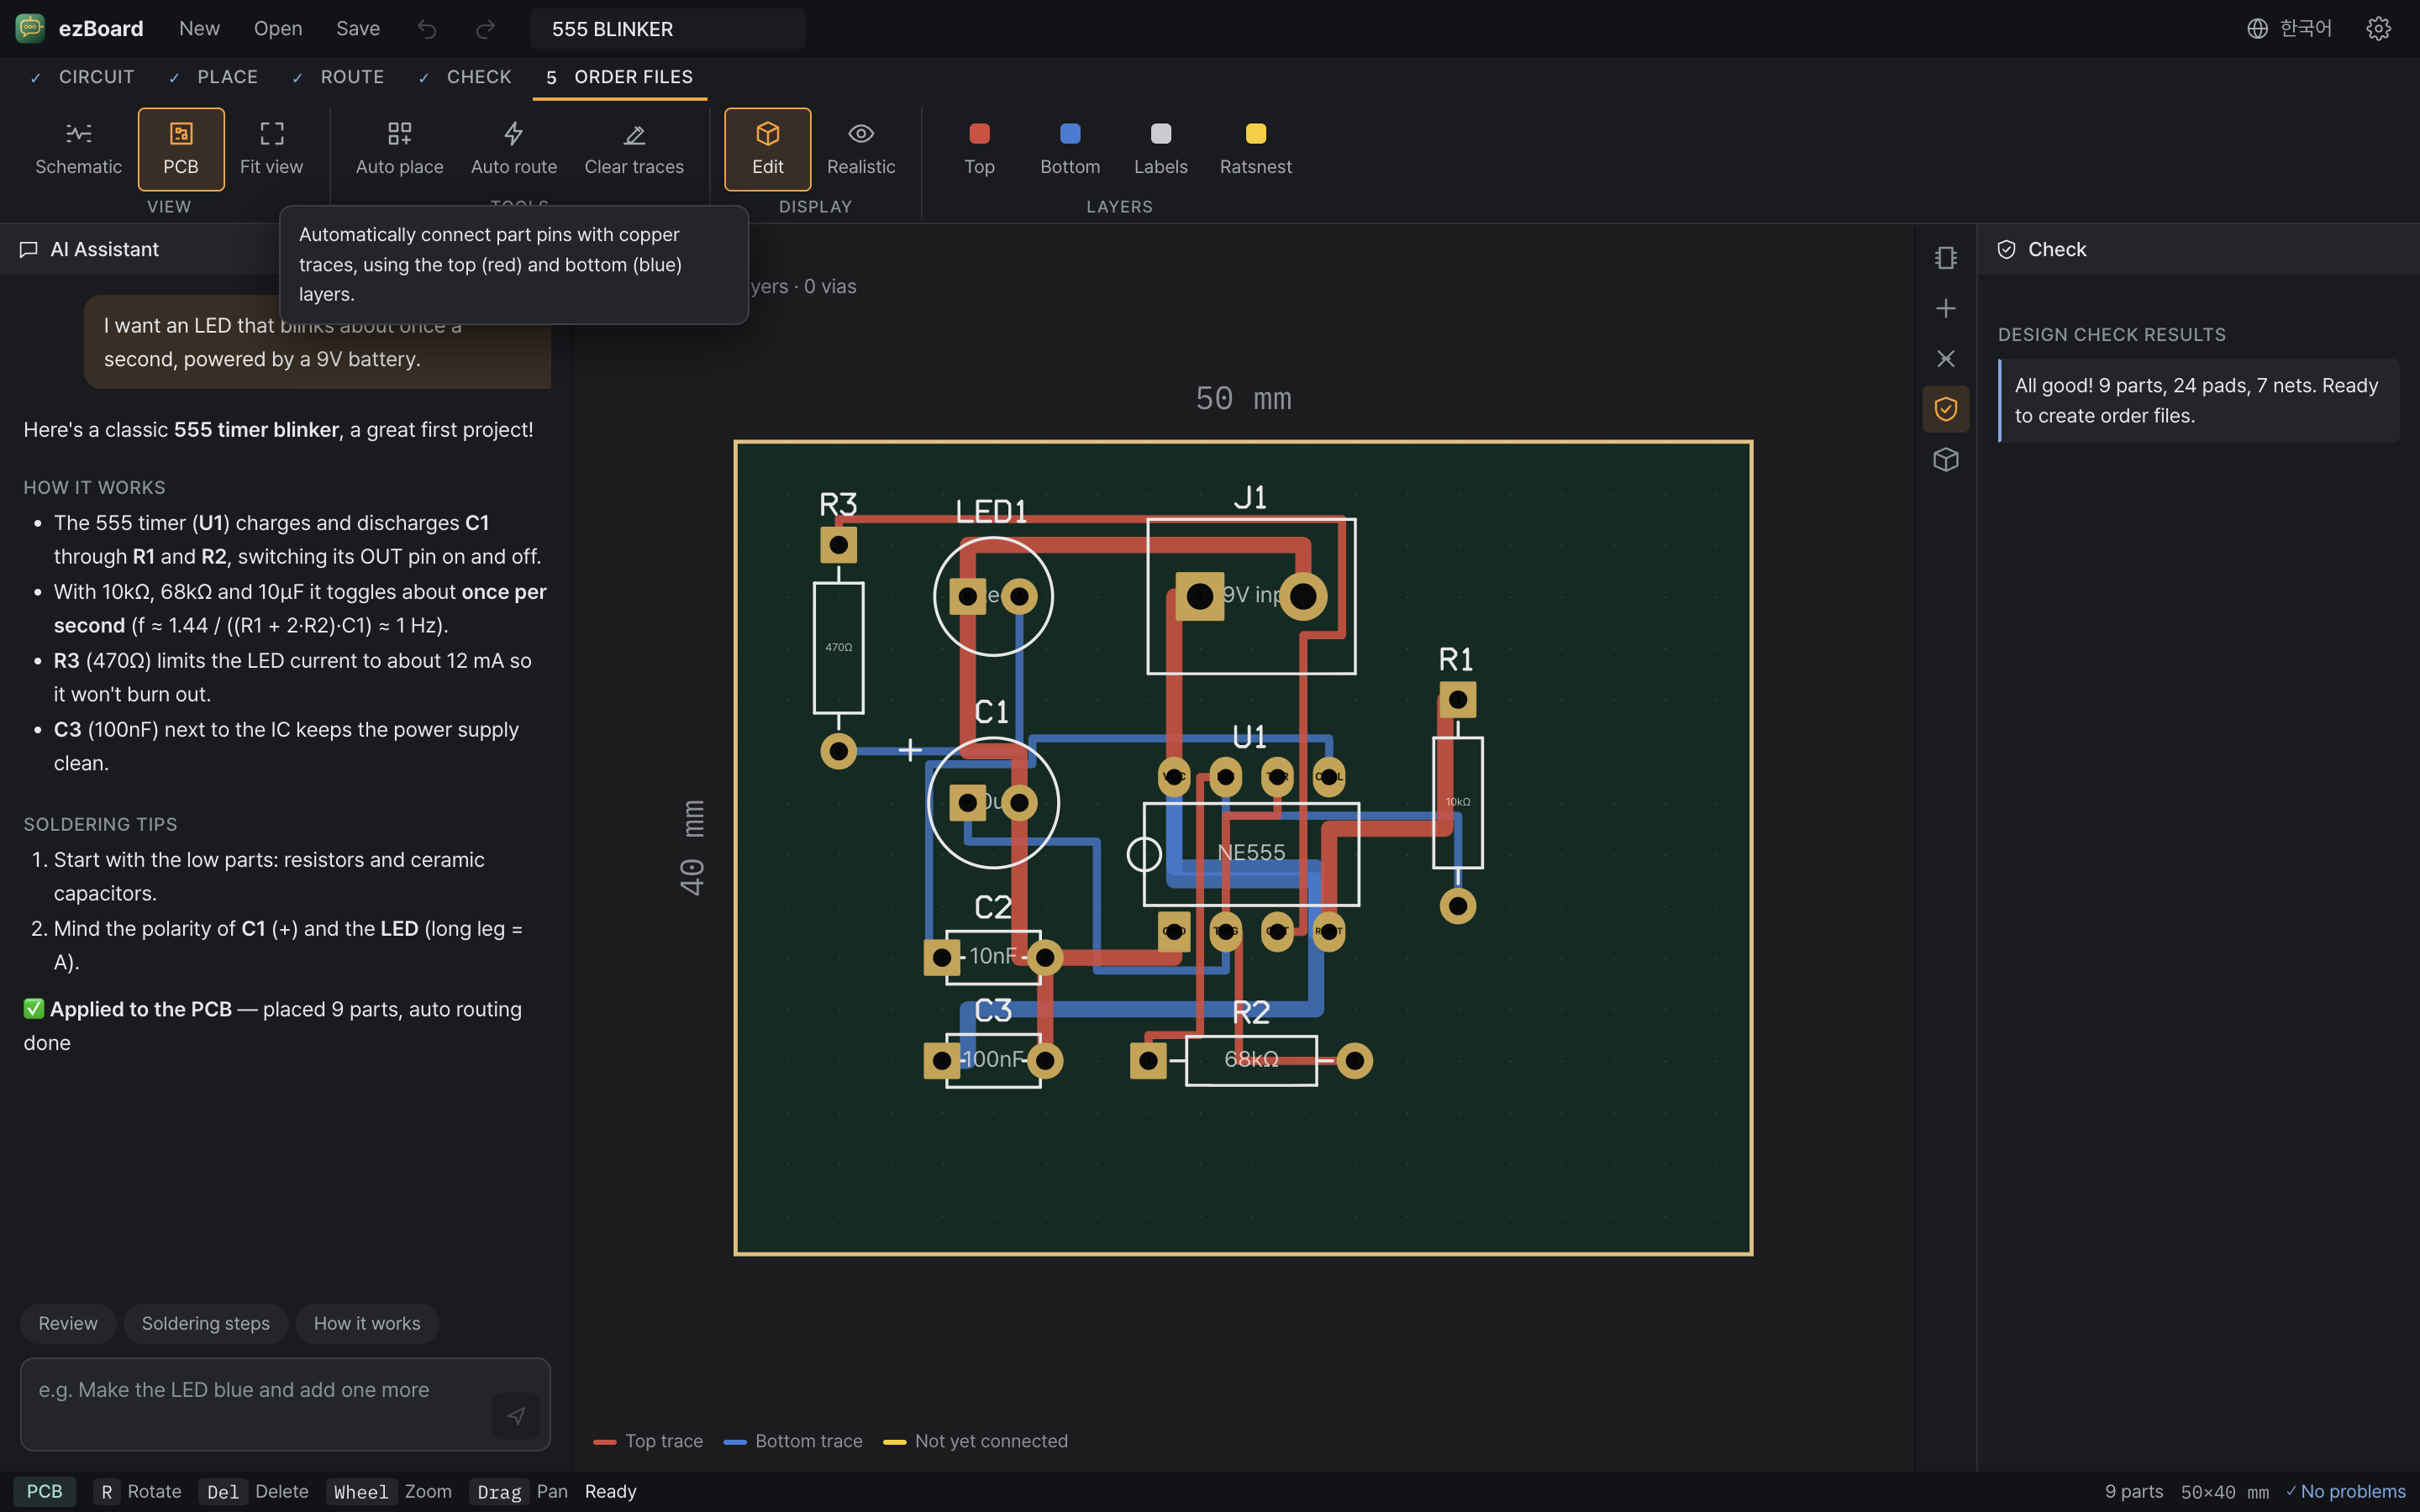 ezBoard New Open Save 555 BLINKER 한국어
✓ CIRCUIT ✓ PLACE ✓ ROUTE ✓ CHECK 5 ORDER FILES
Schematic PCB Fit view Auto place Auto route Clear traces Edit Realistic Top Bottom Labels Ratsnest
VIEW DISPLAY LAYERS
AI Assistant
Automatically connect part pins with copper
traces, using the top (red) and bottom (blue)
layers.
yers · 0 vias
I want an LED that blinks about once a
second, powered by a 9V battery.
Here's a classic 555 timer blinker, a great first project!
HOW IT WORKS
• The 555 timer (U1) charges and discharges C1
through R1 and R2, switching its OUT pin on and off.
• With 10kΩ, 68kΩ and 10µF it toggles about once per
second (f ≈ 1.44 / ((R1 + 2·R2)·C1) ≈ 1 Hz).
• R3 (470Ω) limits the LED current to about 12 mA so
it won't burn out.
• C3 (100nF) next to the IC keeps the power supply
clean.
SOLDERING TIPS
1. Start with the low parts: resistors and ceramic
capacitors.
2. Mind the polarity of C1 (+) and the LED (long leg =
A).
✅ Applied to the PCB — placed 9 parts, auto routing
done
Review Soldering steps How it works
e.g. Make the LED blue and add one more
50 mm
40 mm
R3
LED1
J1
9V inp
470Ω
R1
10kΩ
C1
+
U1
NE555
C2
10nF
C3
100nF
R2
68kΩ
Top trace Bottom trace Not yet connected
Check
DESIGN CHECK RESULTS
All good! 9 parts, 24 pads, 7 nets. Ready
to create order files.
PCB R Rotate Del Delete Wheel Zoom Drag Pan Ready
9 parts 50×40 mm ✓ No problems